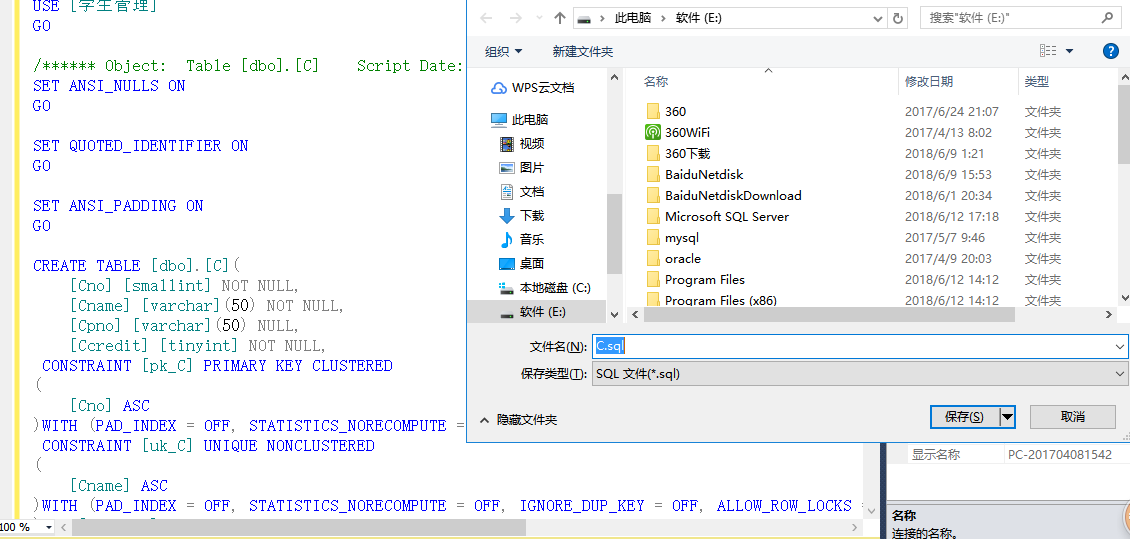 USE [学生管理]
GO
/****** Object:  Table [dbo].[C]    Script Date:
SET ANSI_NULLS ON
GO
SET QUOTED_IDENTIFIER ON
GO
SET ANSI_PADDING ON
GO
CREATE TABLE [dbo].[C](
[Cno] [smallint] NOT NULL,
[Cname] [varchar](50) NOT NULL,
[Cpno] [varchar](50) NULL,
[Ccredit] [tinyint] NOT NULL,
CONSTRAINT [pk_C] PRIMARY KEY CLUSTERED
(
[Cno] ASC
)WITH (PAD_INDEX = OFF, STATISTICS_NORECOMPUTE =
CONSTRAINT [uk_C] UNIQUE NONCLUSTERED
(
[Cname] ASC
)WITH (PAD_INDEX = OFF, STATISTICS_NORECOMPUTE = OFF, IGNORE_DUP_KEY = OFF, ALLOW_ROW_LOCKS =
100 %
此电脑 > 软件 (E:)
搜索"软件 (E:)"
组织 新建文件夹
WPS云文档
此电脑
视频
图片
文档
下载
音乐
桌面
本地磁盘 (C:)
软件 (E:)
名称 修改日期 类型
360 2017/6/24 21:07 文件夹
360WiFi 2017/4/13 8:02 文件夹
360下载 2018/6/9 1:21 文件夹
BaiduNetdisk 2018/6/9 15:53 文件夹
BaiduNetdiskDownload 2018/6/1 20:34 文件夹
Microsoft SQL Server 2018/6/12 17:18 文件夹
mysql 2017/5/7 9:46 文件夹
oracle 2017/4/9 20:03 文件夹
Program Files 2018/6/12 14:12 文件夹
Program Files (x86) 2018/6/12 14:12 文件夹
文件名(N): C.sql
保存类型(T): SQL 文件(*.sql)
隐藏文件夹 保存(S) 取消
显示名称 PC-201704081542
名称
连接的名称。